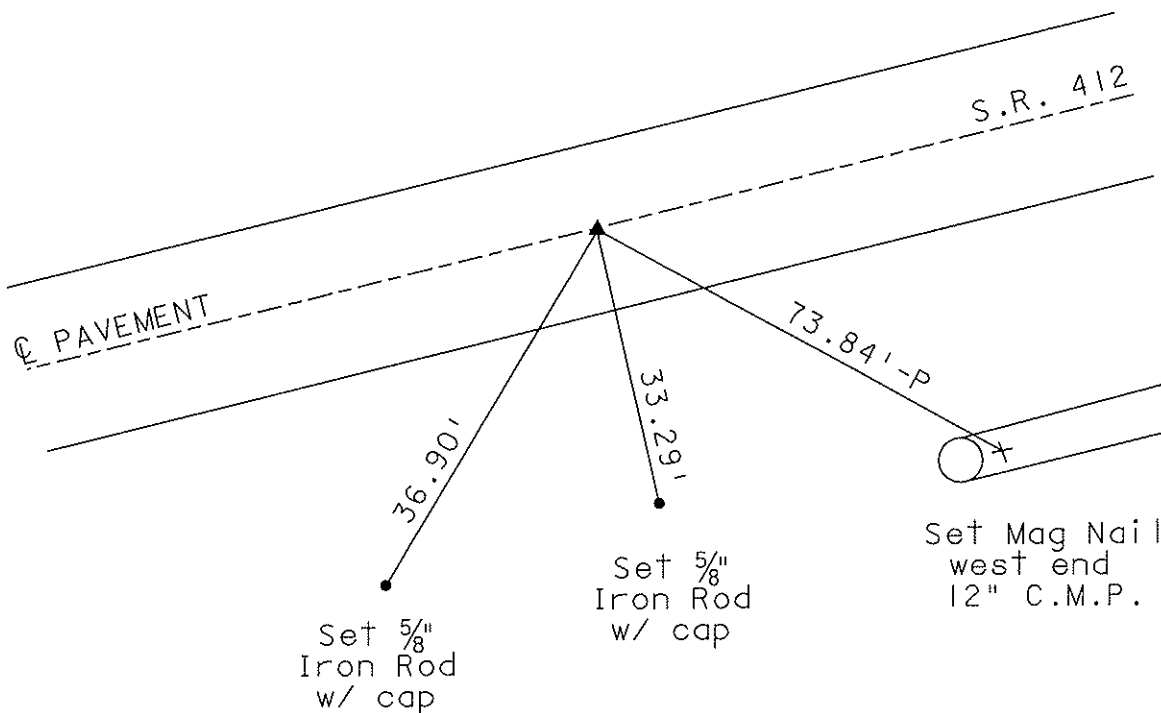 S.R. 412
℄ PAVEMENT
73.84'-P
33.29'
36.90'
Set Mag Nail
west end
12" C.M.P.
Set 5/8"
Iron Rod
w/ cap
Set 5/8"
Iron Rod
w/ cap